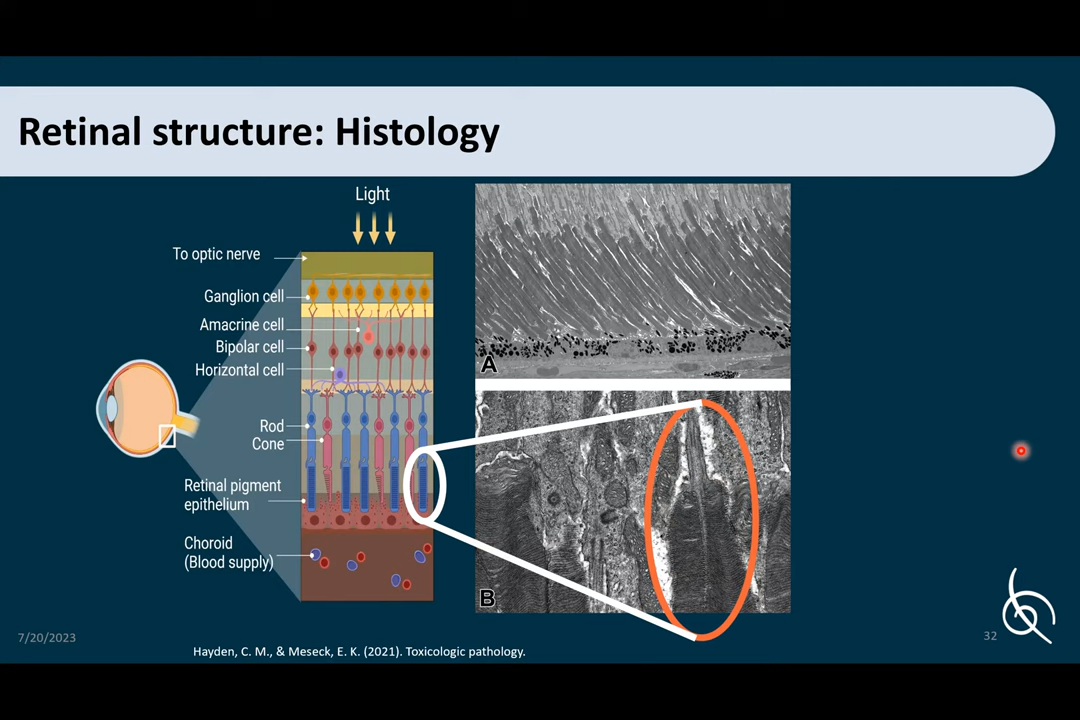 Retinal structure: Histology
Light
To optic nerve
Ganglion cell
Amacrine cell
Bipolar cell
Horizontal cell
Rod
Cone
Retinal pigment
epithelium
Choroid
(Blood supply)
A
B
7/20/2023
32
Hayden, C. M., & Meseck, E. K. (2021). Toxicologic pathology.